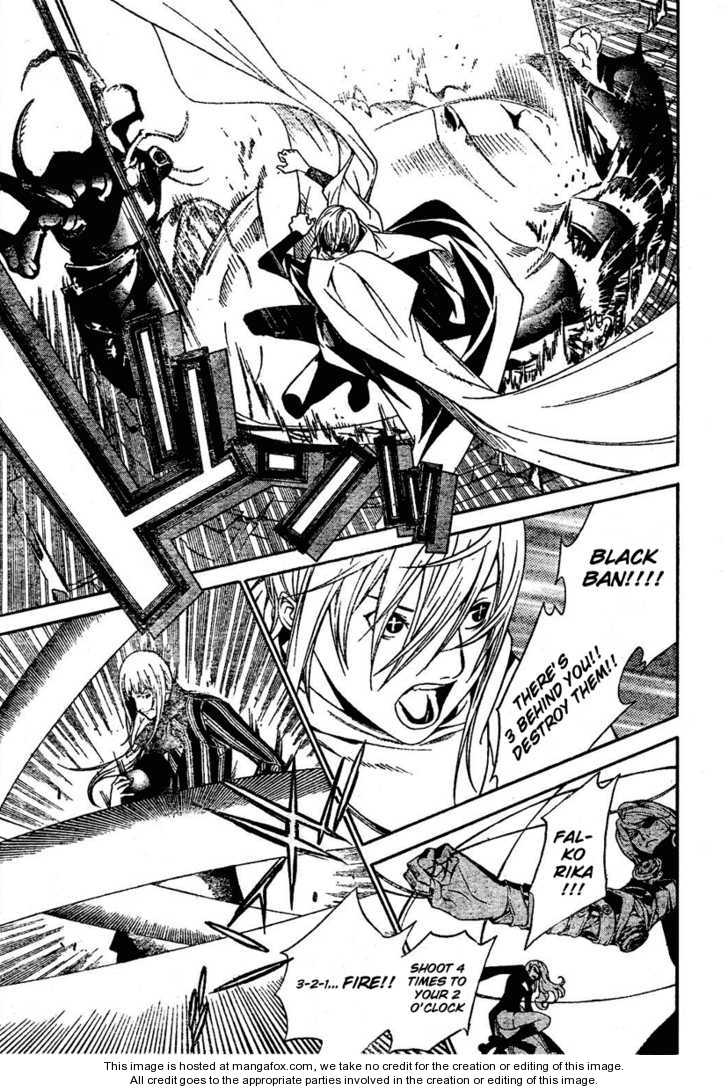 BLACK
BAN!!!!
THERE'S
3 BEHIND YOU!!
DESTROY THEM!!
FAL-
KO
RIKA
!!!
SHOOT 4
TIMES TO
YOUR 2
O'CLOCK
3-2-1... FIRE!!
This image is hosted at mangafox.com, we take no credit for the creation or editing of this image.
All credit goes to the appropriate parties involved in the creation or editing of this image.